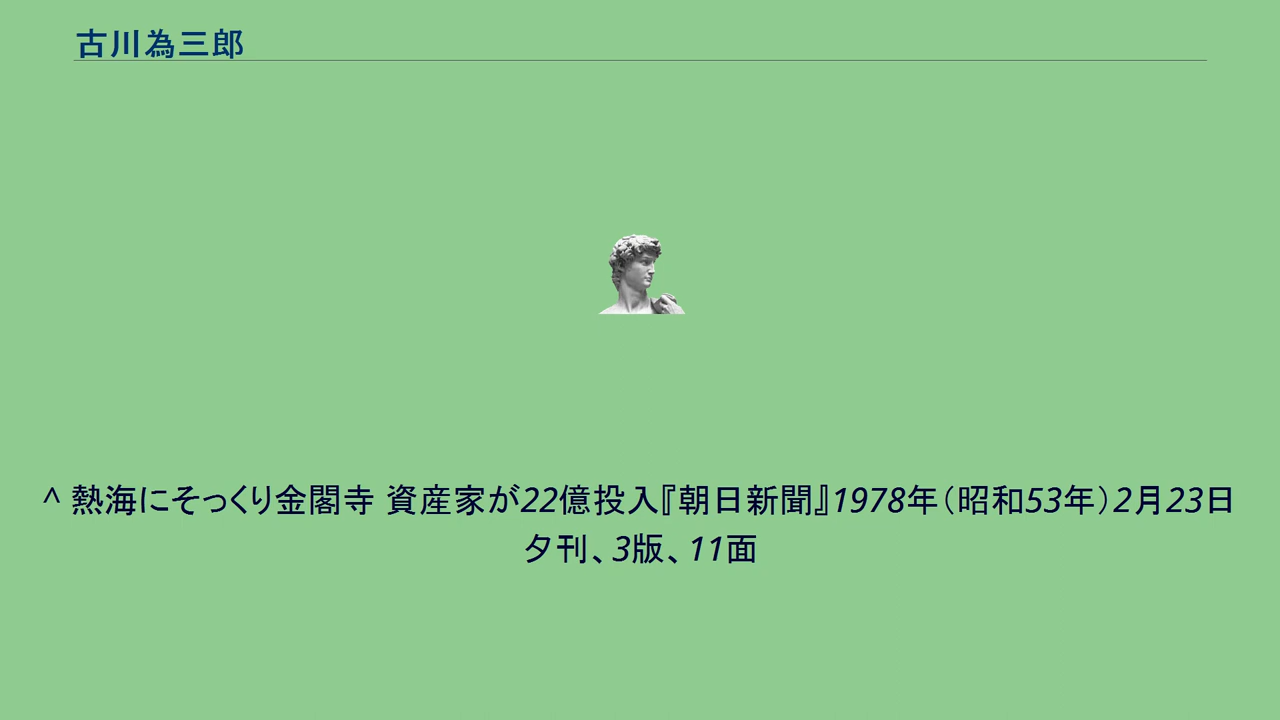 古川為三郎
^ 熱海にそっくり金閣寺 資産家が22億投入『朝日新聞』1978年（昭和53年）2月23日
夕刊、3版、11面